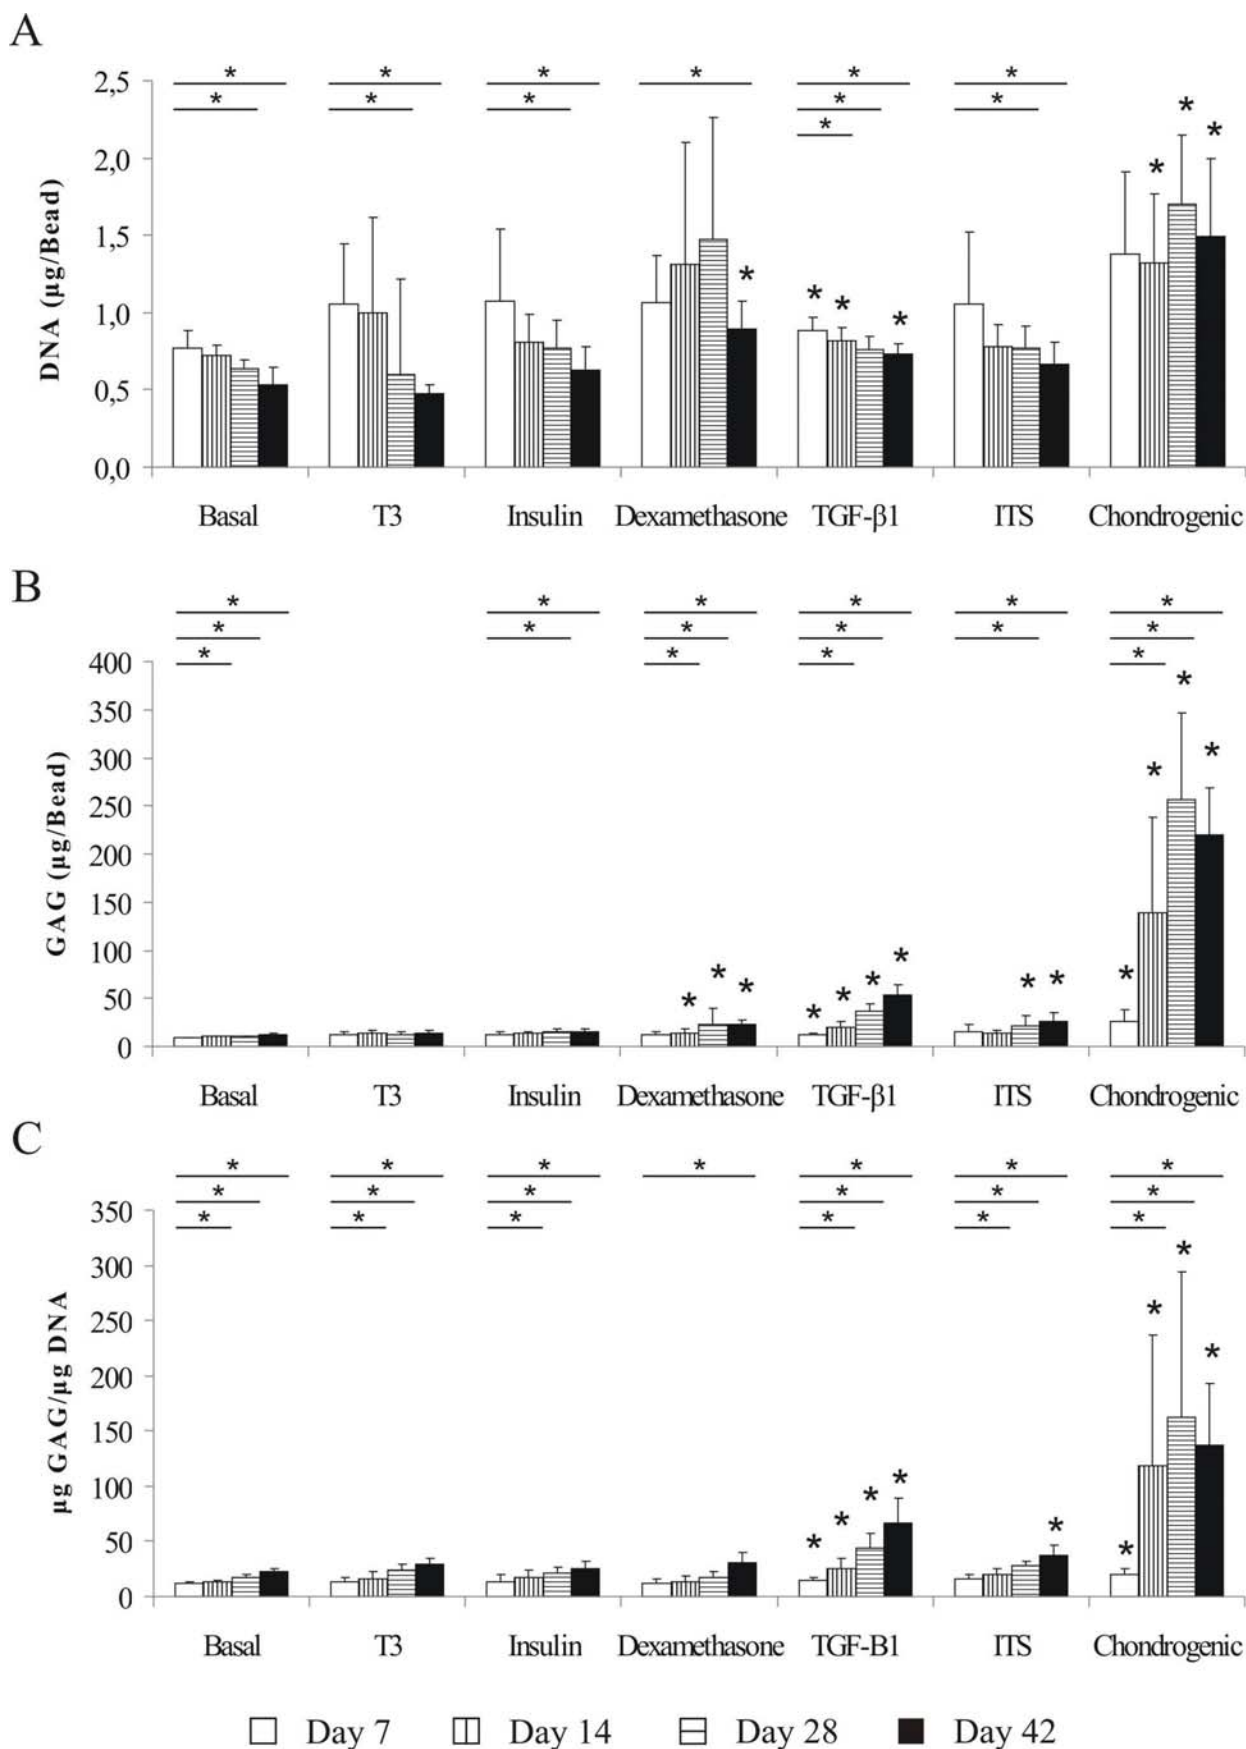 A
* * * * * *
* * * * *
*
2,5
2,0
1,5
1,0
0,5
0,0
DNA (µg/Bead)
* * * * * * * *
*
Basal T3 Insulin Dexamethasone TGF-β1 ITS Chondrogenic
B
* * * * * *
* * * * * *
* * * *
400
350
300
250
200
150
100
50
0
GAG (µg/Bead)
* * * * * * * * * * * * *
Basal T3 Insulin Dexamethasone TGF-β1 ITS Chondrogenic
C
* * * * * * *
* * * * * *
* * * * * *
350
300
250
200
150
100
50
0
µg GAG/µg DNA
* * * * * * * * *
Basal T3 Insulin Dexamethasone TGF-B1 ITS Chondrogenic
Day 7 Day 14 Day 28 Day 42